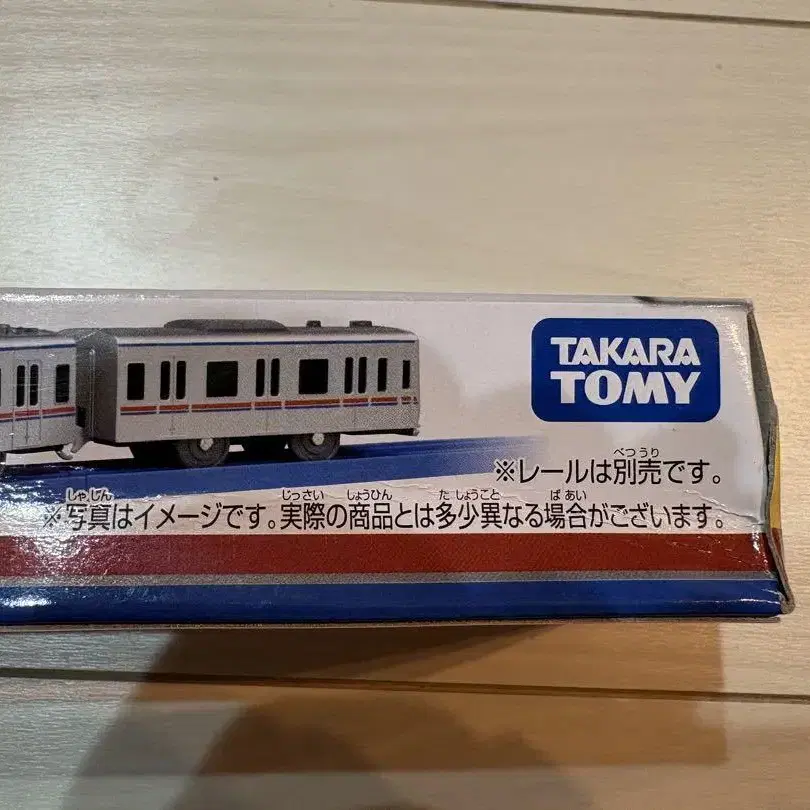 TAKARA
TOMY
べつうり
※レールは別売です。
しゃしん じっさい しょうひん た しょうこと ば あい
※写真はイメージです。実際の商品とは多少異なる場合がございます。